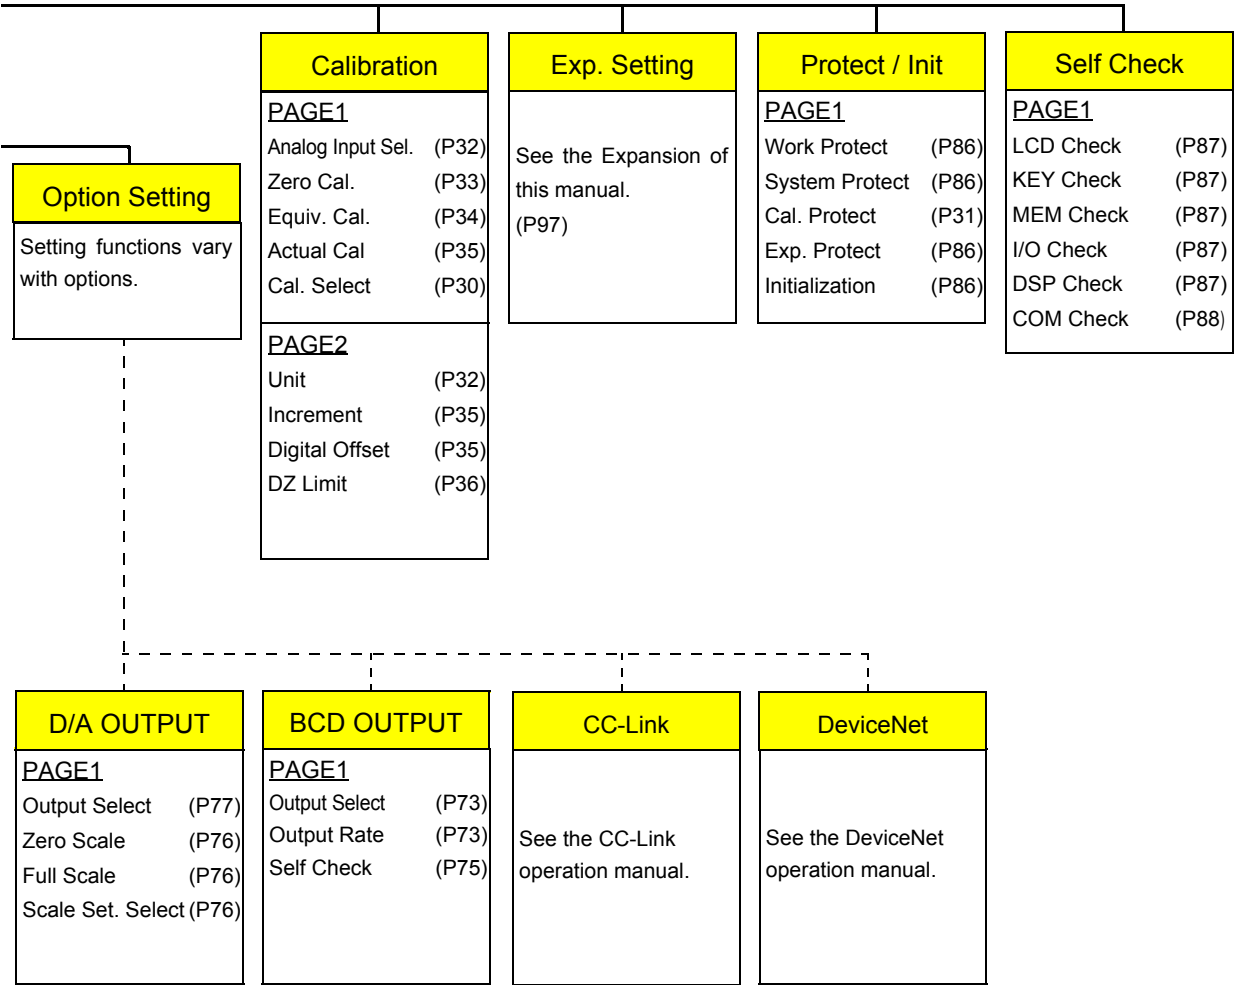 Calibration
PAGE1
Analog Input Sel. (P32)
Zero Cal. (P33)
Equiv. Cal. (P34)
Actual Cal (P35)
Cal. Select (P30)
PAGE2
Unit (P32)
Increment (P35)
Digital Offset (P35)
DZ Limit (P36)
Exp. Setting
See the Expansion of
this manual.
(P97)
Protect / Init
PAGE1
Work Protect (P86)
System Protect (P86)
Cal. Protect (P31)
Exp. Protect (P86)
Initialization (P86)
Self Check
PAGE1
LCD Check (P87)
KEY Check (P87)
MEM Check (P87)
I/O Check (P87)
DSP Check (P87)
COM Check (P88)
Option Setting
Setting functions vary
with options.
D/A OUTPUT
PAGE1
Output Select (P77)
Zero Scale (P76)
Full Scale (P76)
Scale Set. Select (P76)
BCD OUTPUT
PAGE1
Output Select (P73)
Output Rate (P73)
Self Check (P75)
CC-Link
See the CC-Link
operation manual.
DeviceNet
See the DeviceNet
operation manual.